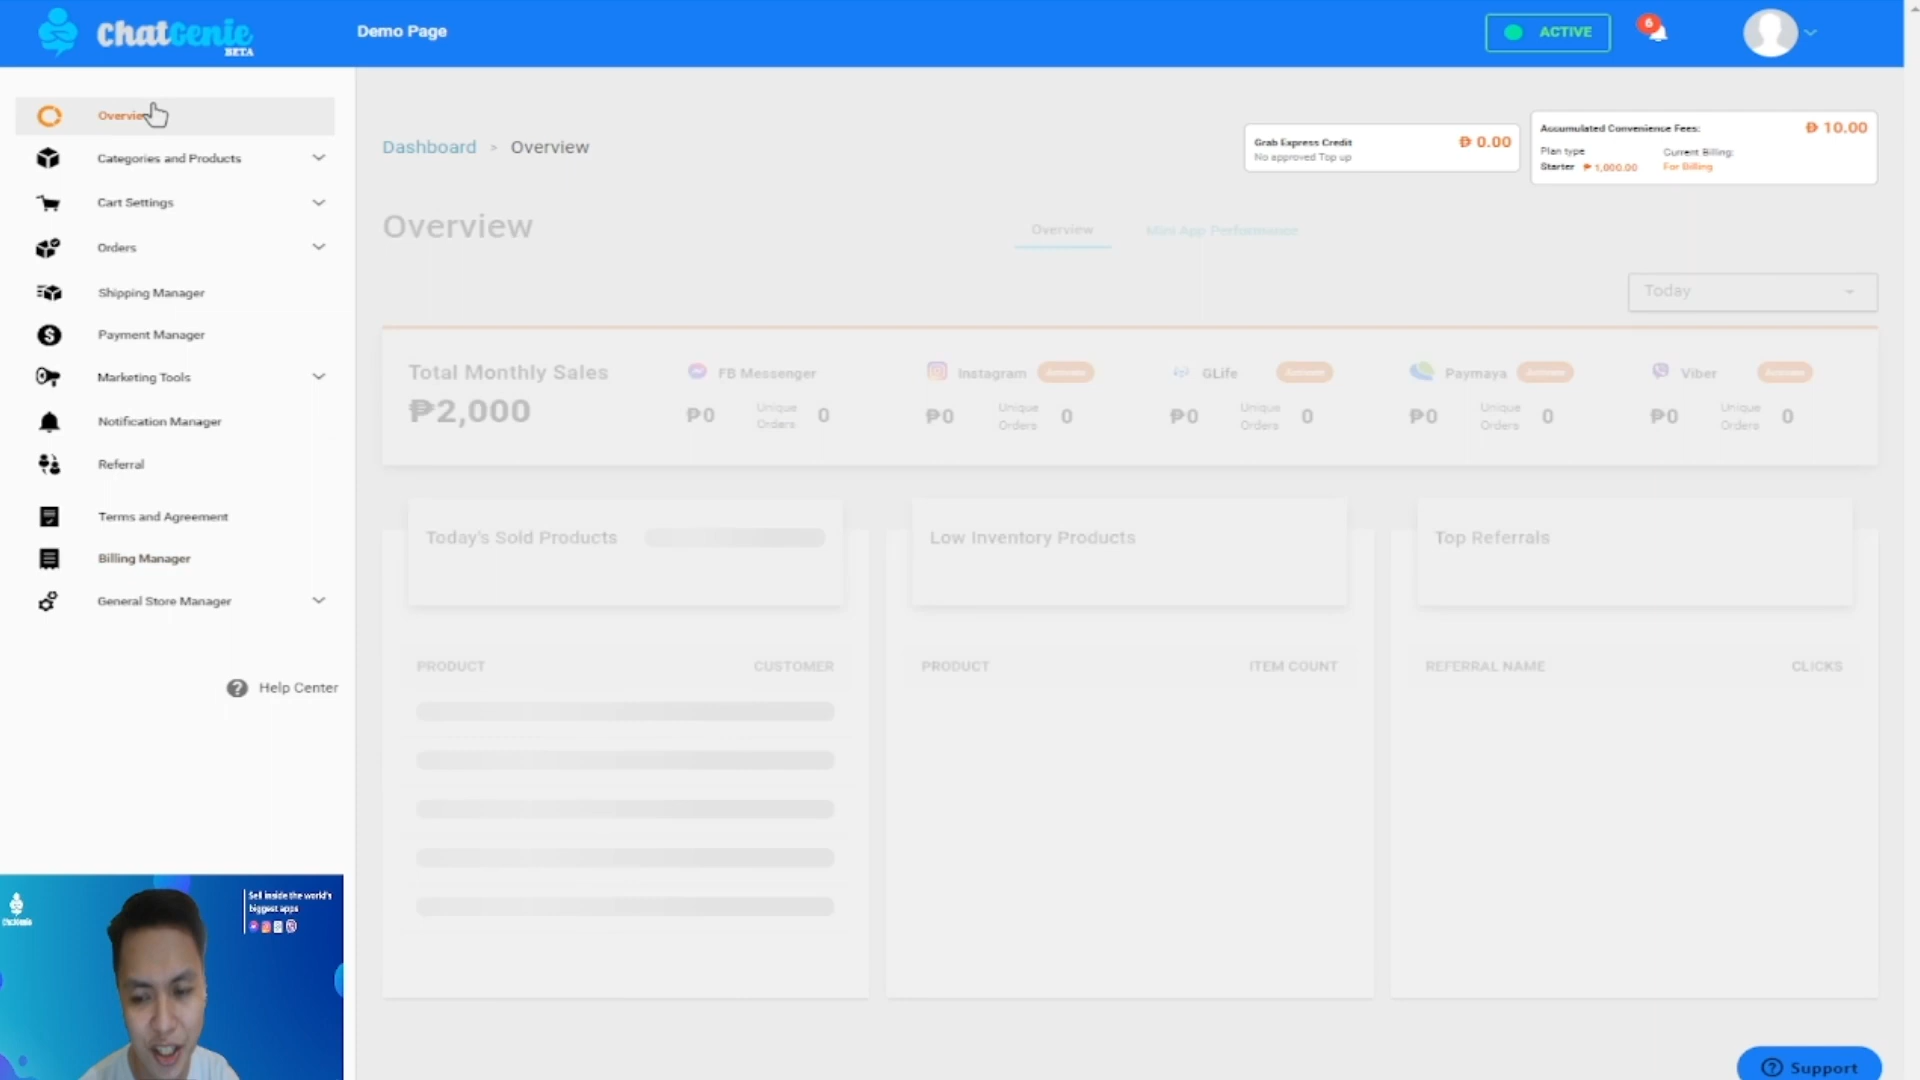 ChatGenie
BETA
Demo Page
ACTIVE
6
Overview
Categories and Products
Cart Settings
Orders
Shipping Manager
Payment Manager
Marketing Tools
Notification Manager
Referral
Terms and Agreement
Billing Manager
General Store Manager
Help Center
Dashboard > Overview
Grab Express Credit ₱ 0.00
No approved Top up
Accumulated Convenience Fees: ₱ 10.00
Plan type Current Billing:
Starter ₱ 1,000.00 For Billing
Overview
Overview Mini App Performance
Today
Total Monthly Sales
₱2,000
FB Messenger
₱0 Unique Orders 0
Instagram
₱0 Unique Orders 0
GLife
₱0 Unique Orders 0
Paymaya
₱0 Unique Orders 0
Viber
₱0 Unique Orders 0
Today's Sold Products
Low Inventory Products
Top Referrals
PRODUCT CUSTOMER
PRODUCT ITEM COUNT
REFERRAL NAME CLICKS
ChatGenie
Sell inside the world's
biggest apps
Support